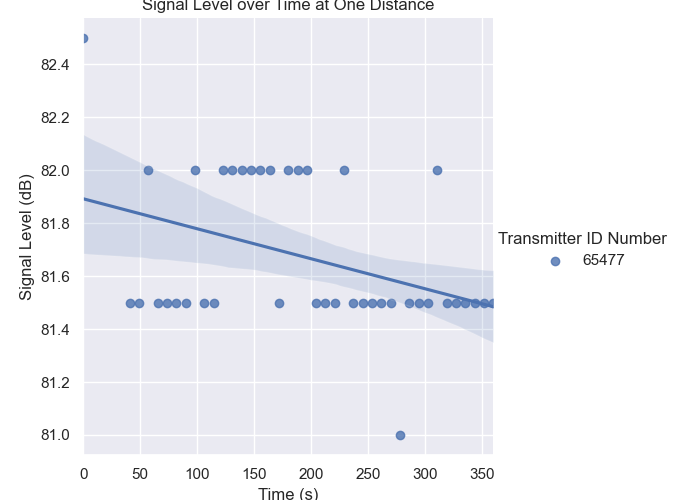 Signal Level over Time at One Distance
82.4
82.2
82.0
81.8
81.6
81.4
81.2
81.0
Signal Level (dB)
0 50 100 150 200 250 300 350
Time (s)
Transmitter ID Number
65477